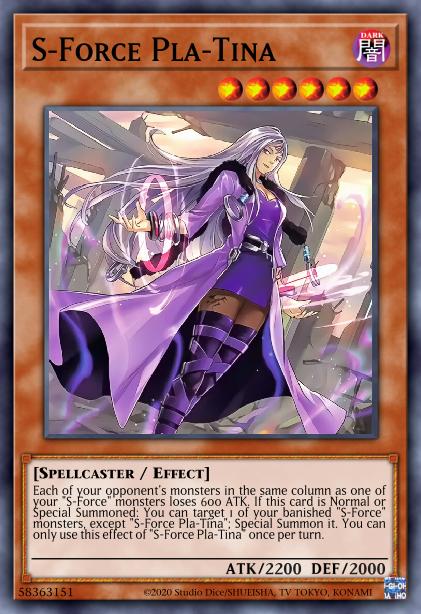 S-Force Pla-Tina
DARK
闇
[Spellcaster / Effect]
Each of your opponent's monsters in the same column as one of
your "S-Force" monsters loses 600 ATK. If this card is Normal or
Special Summoned: You can target 1 of your banished "S-Force"
monsters, except "S-Force Pla-Tina"; Special Summon it. You can
only use this effect of "S-Force Pla-Tina" once per turn.
ATK/2200 DEF/2000
58363151 ©2020 Studio Dice/SHUEISHA, TV TOKYO, KONAMI